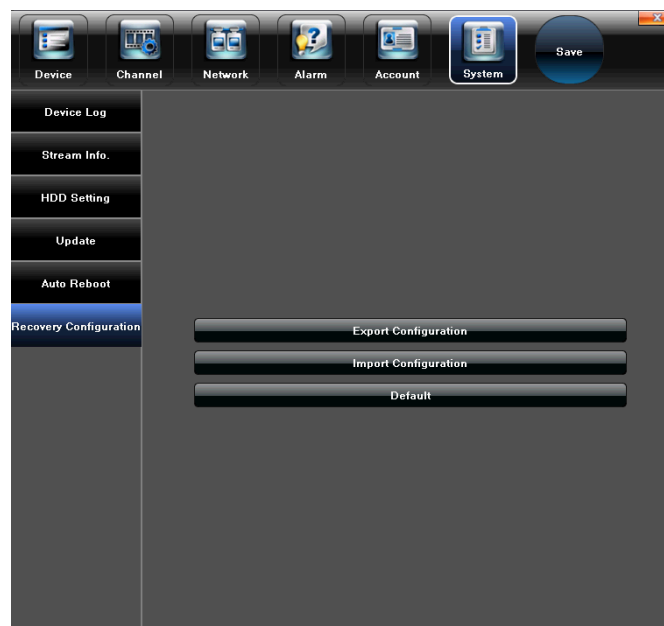 Device
Channel
Network
Alarm
Account
System
Save
Device Log
Stream Info.
HDD Setting
Update
Auto Reboot
Recovery Configuration
Export Configuration
Import Configuration
Default